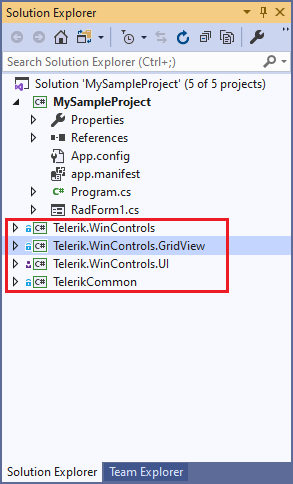 Solution Explorer
Search Solution Explorer (Ctrl+;)
Solution 'MySampleProject' (5 of 5 projects)
C# MySampleProject
Properties
References
App.config
app.manifest
C# Program.cs
RadForm1.cs
C# Telerik.WinControls
C# Telerik.WinControls.GridView
C# Telerik.WinControls.UI
C# TelerikCommon
Solution Explorer Team Explorer